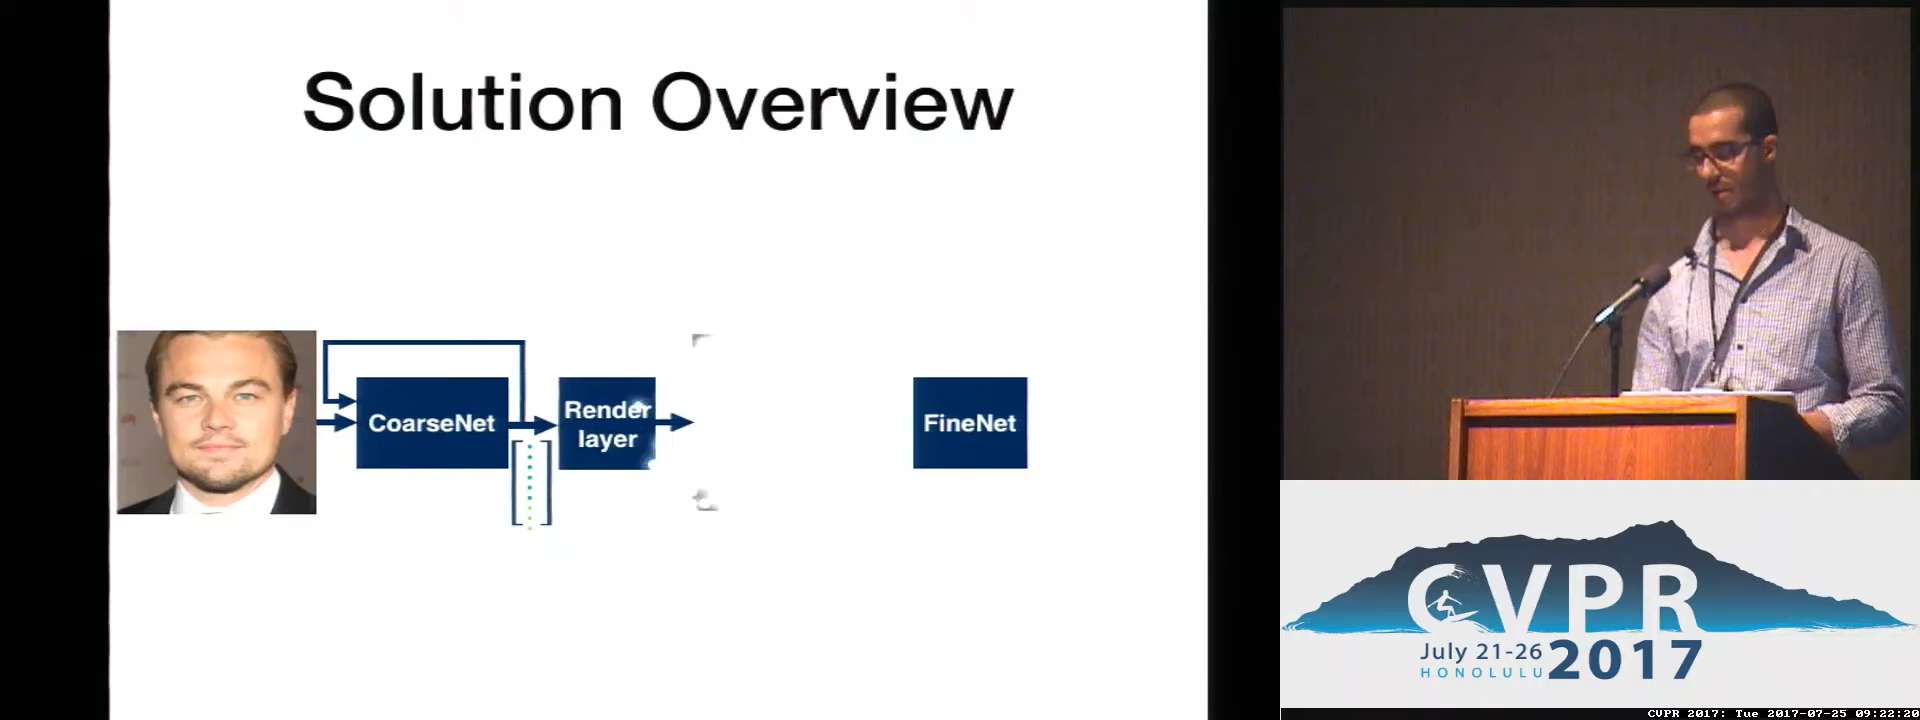 Solution Overview
CoarseNet
Render
layer
FineNet
CVPR
July 21-26
HONOLULU
2017
CVPR 2017: Tue 2017-07-25 09:22:20